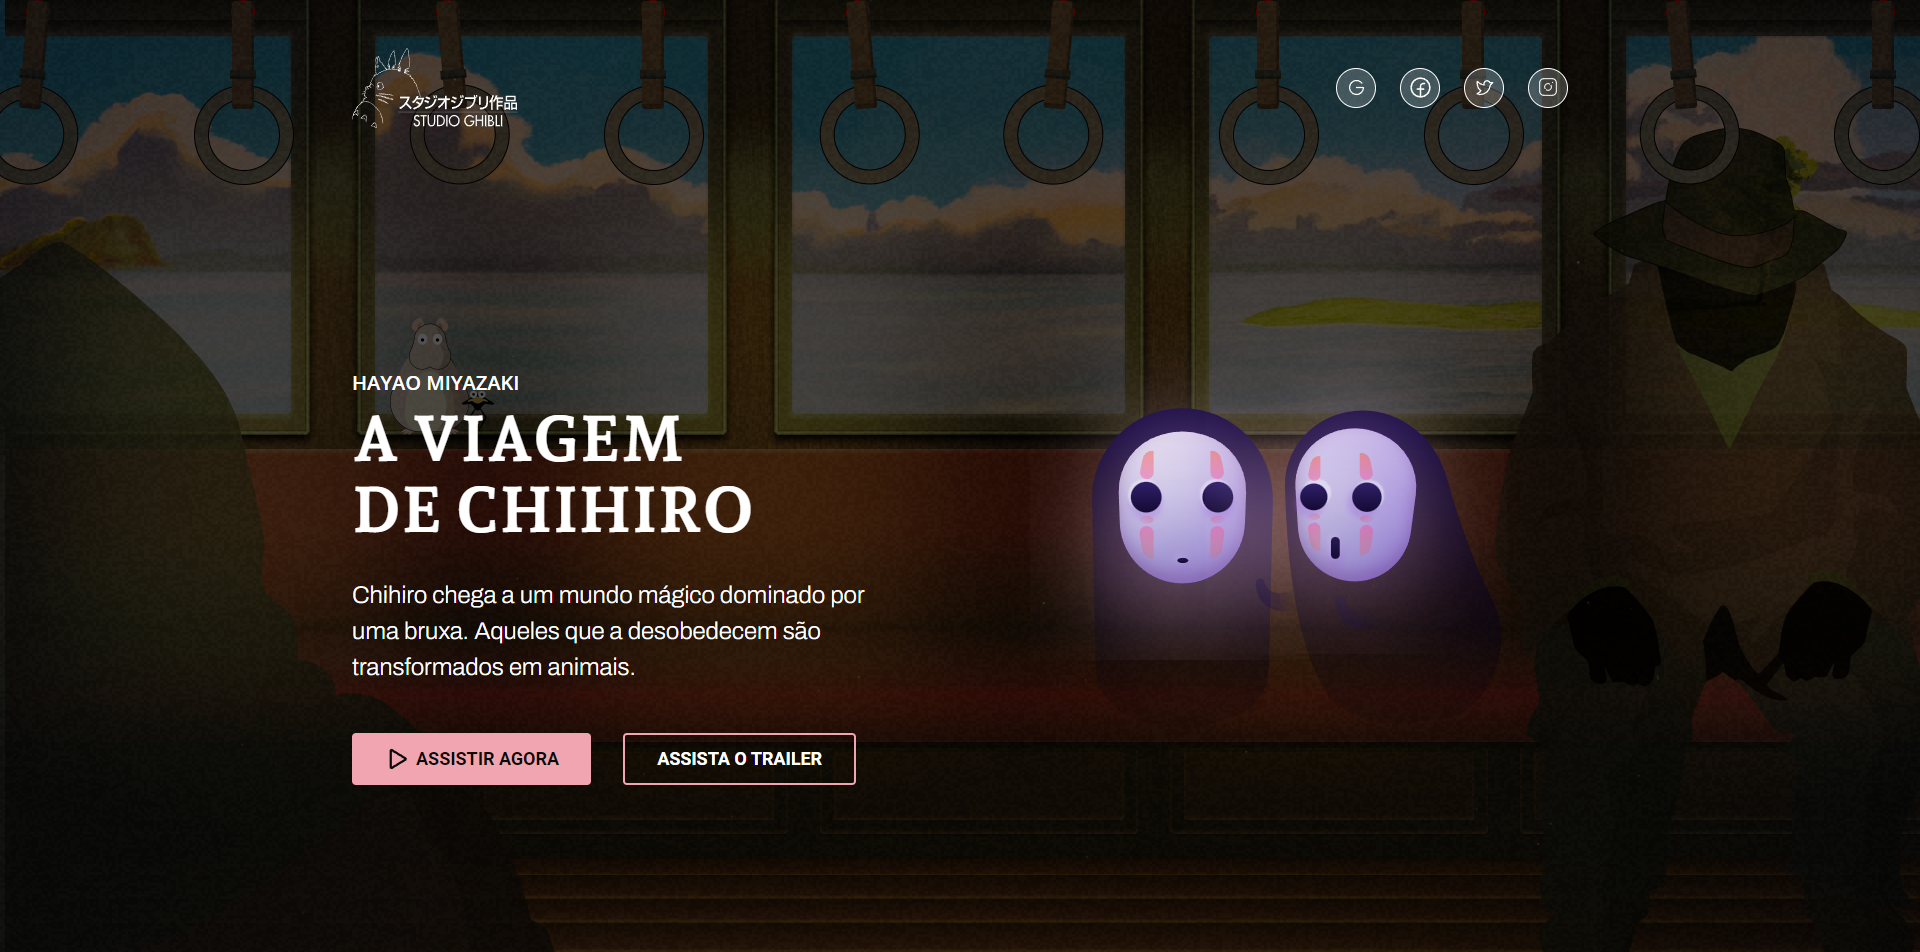 スタジオジブリ作品
STUDIO GHIBLI
HAYAO MIYAZAKI
A VIAGEM
DE CHIHIRO
Chihiro chega a um mundo mágico dominado por
uma bruxa. Aqueles que a desobedecem são
transformados em animais.
ASSISTIR AGORA
ASSISTA O TRAILER